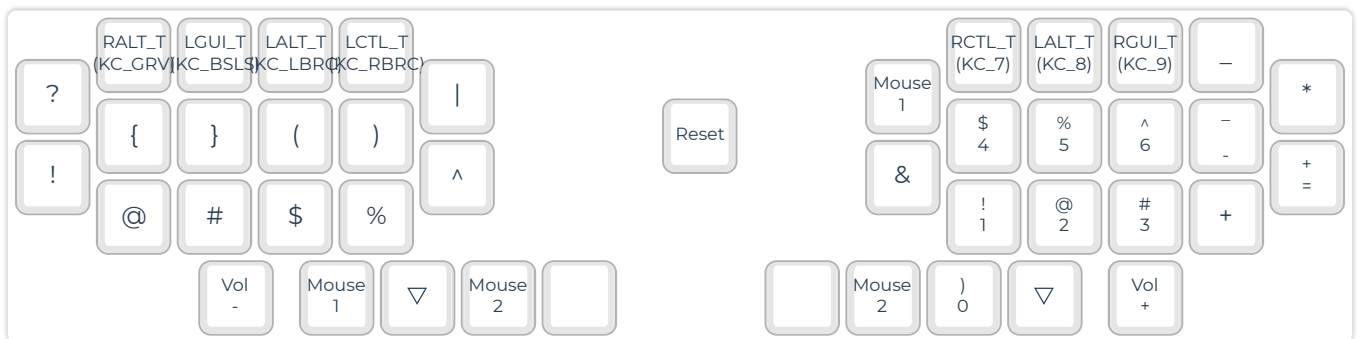 RALT_T LGUI_T LALT_T LCTL_T
(KC_GRV) (KC_BSLS) (KC_LBRC) (KC_RBRC)
RCTL_T LALT_T RGUI_T
(KC_7) (KC_8) (KC_9) _
? |
Mouse
1
*
{ } ( )
Reset
$
4
%
5
^
6
_
-
! ^
&
+
=
@ # $ %
!
1
@
2
#
3
+
Vol
-
Mouse
1
▽
Mouse
2
Mouse
2
)
0
▽
Vol
+